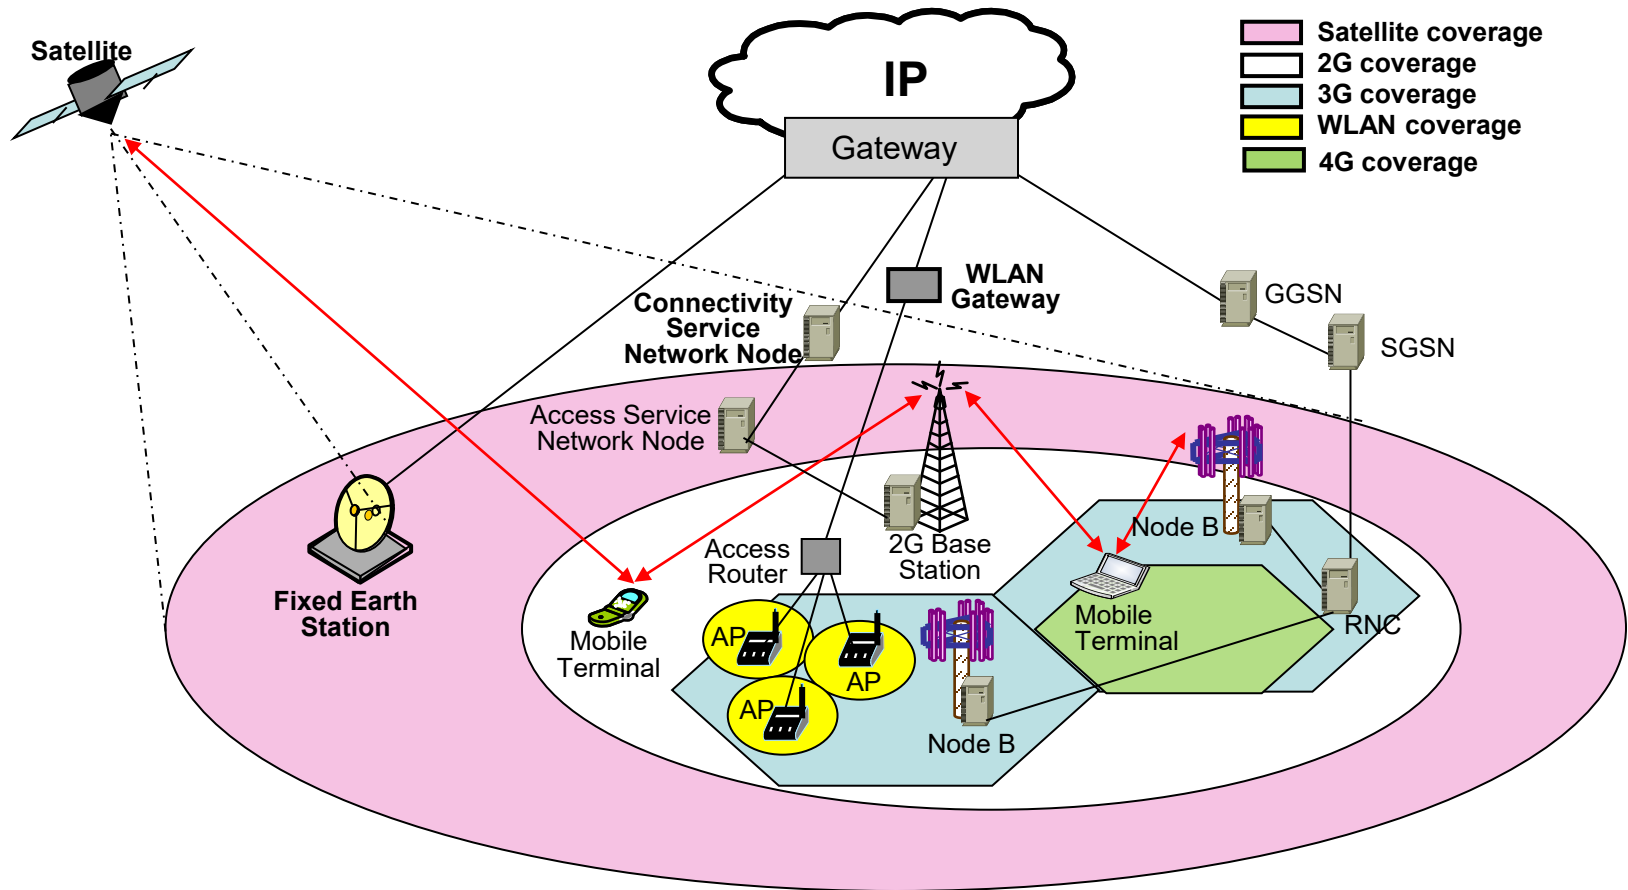 Satellite
IP
Gateway
Satellite coverage
2G coverage
3G coverage
WLAN coverage
4G coverage
WLAN
Gateway
Connectivity
Service
Network Node
GGSN
SGSN
Access Service
Network Node
Node B
2G Base
Station
Access
Router
Fixed Earth
Station
Mobile
Terminal
AP
AP
AP
Mobile
Terminal
RNC
Node B